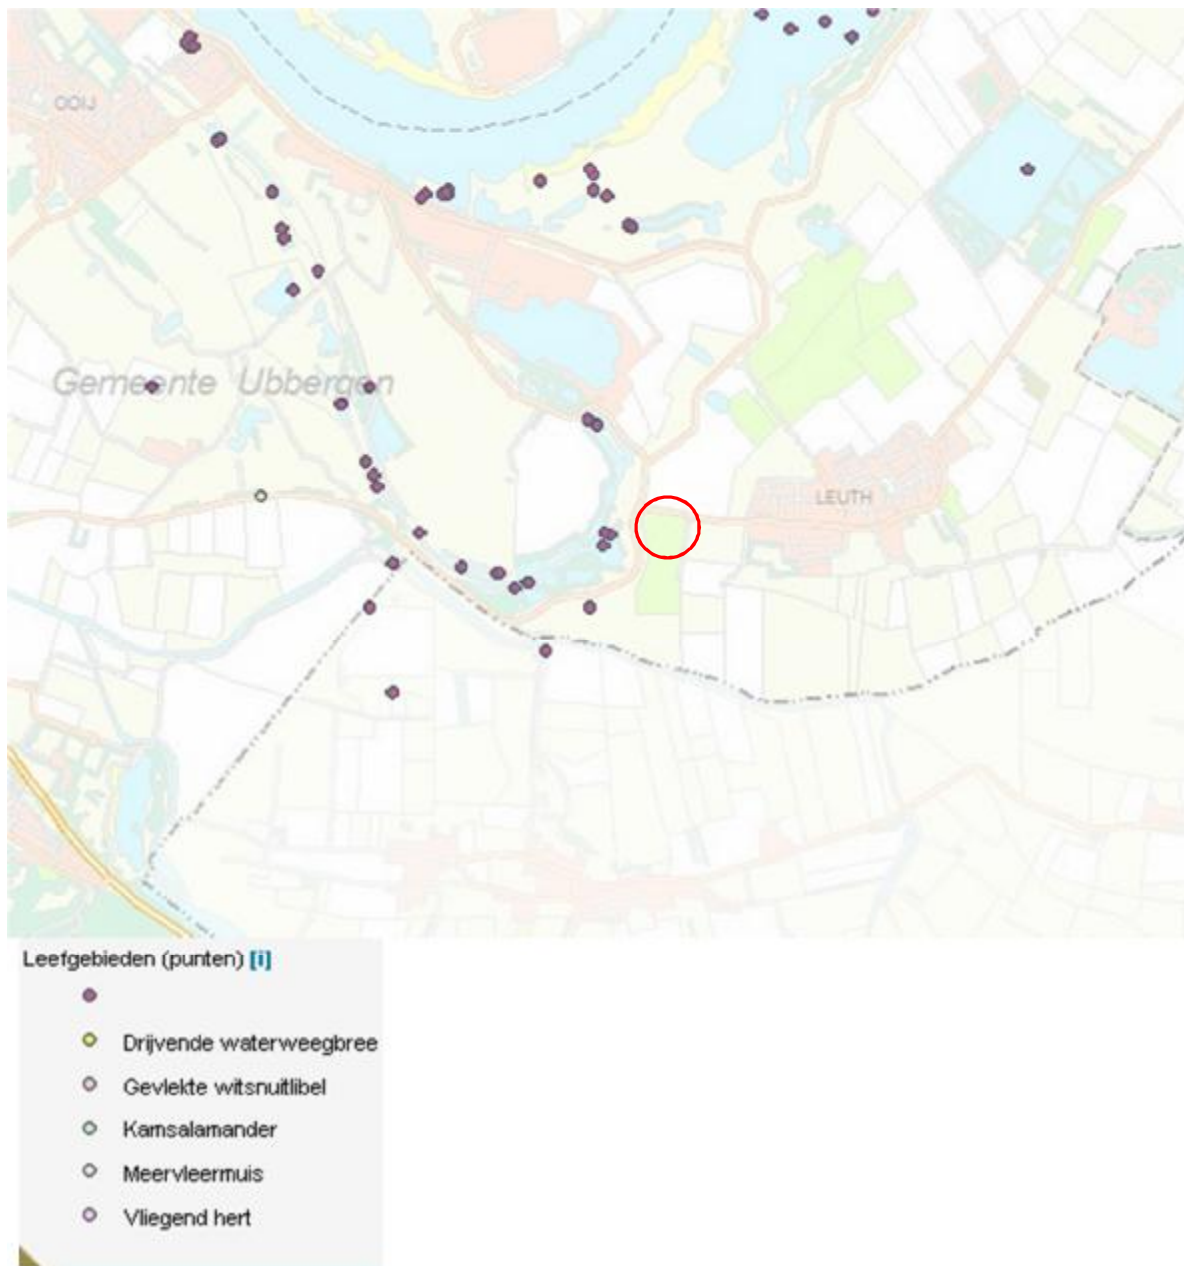 OOIJ
Gemeente Ubbergen
LEUTH
Leefgebieden (punten) [i]
Drijvende waterweegbree
Gevlekte witsnuitlibel
Kamsalamander
Meervleermuis
Vliegend hert